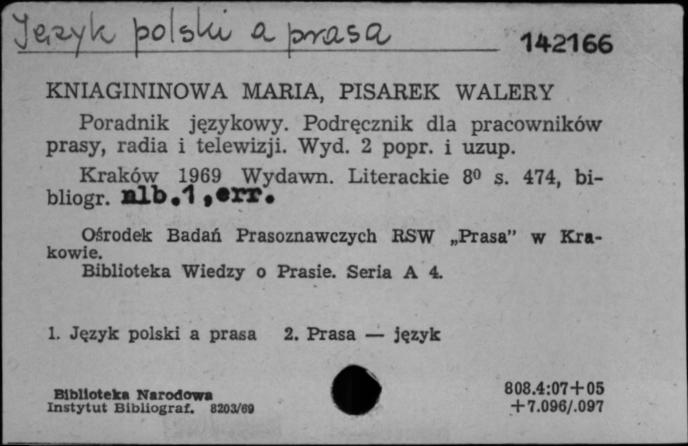 Język polski a prasa
142166
KNIAGININOWA MARIA, PISAREK WALERY
Poradnik językowy. Podręcznik dla pracowników
prasy, radia i telewizji. Wyd. 2 popr. i uzup.
Kraków 1969 Wydawn. Literackie 8⁰ s. 474, bi-
bliogr. nlb.1,err.
Ośrodek Badań Prasoznawczych RSW „Prasa” w Kra-
kowie.
Biblioteka Wiedzy o Prasie. Seria A 4.
1. Język polski a prasa 2. Prasa — język
Biblioteka Narodowa
Instytut Bibliograf. 8203/69
808.4:07+05
+7.096/.097